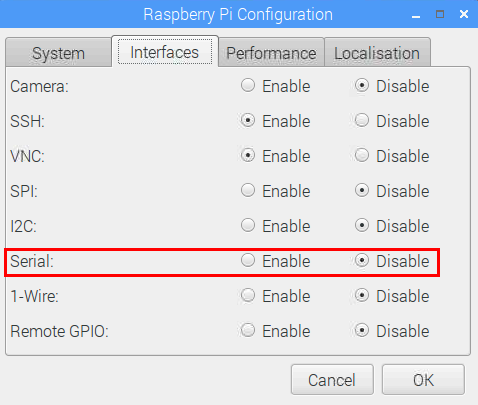 Raspberry Pi Configuration
System Interfaces Performance Localisation
Camera: Enable Disable
SSH: Enable Disable
VNC: Enable Disable
SPI: Enable Disable
I2C: Enable Disable
Serial: Enable Disable
1-Wire: Enable Disable
Remote GPIO: Enable Disable
Cancel OK